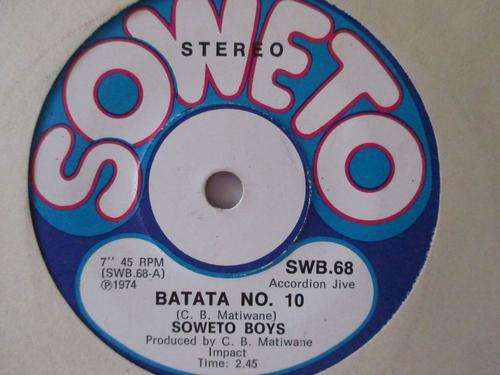 SOWETO
STEREO
7" 45 RPM
(SWB.68-A)
Ⓟ1974
SWB.68
Accordion Jive
BATATA NO. 10
(C. B. Matiwane)
SOWETO BOYS
Produced by C. B. Matiwane
Impact
Time: 2.45